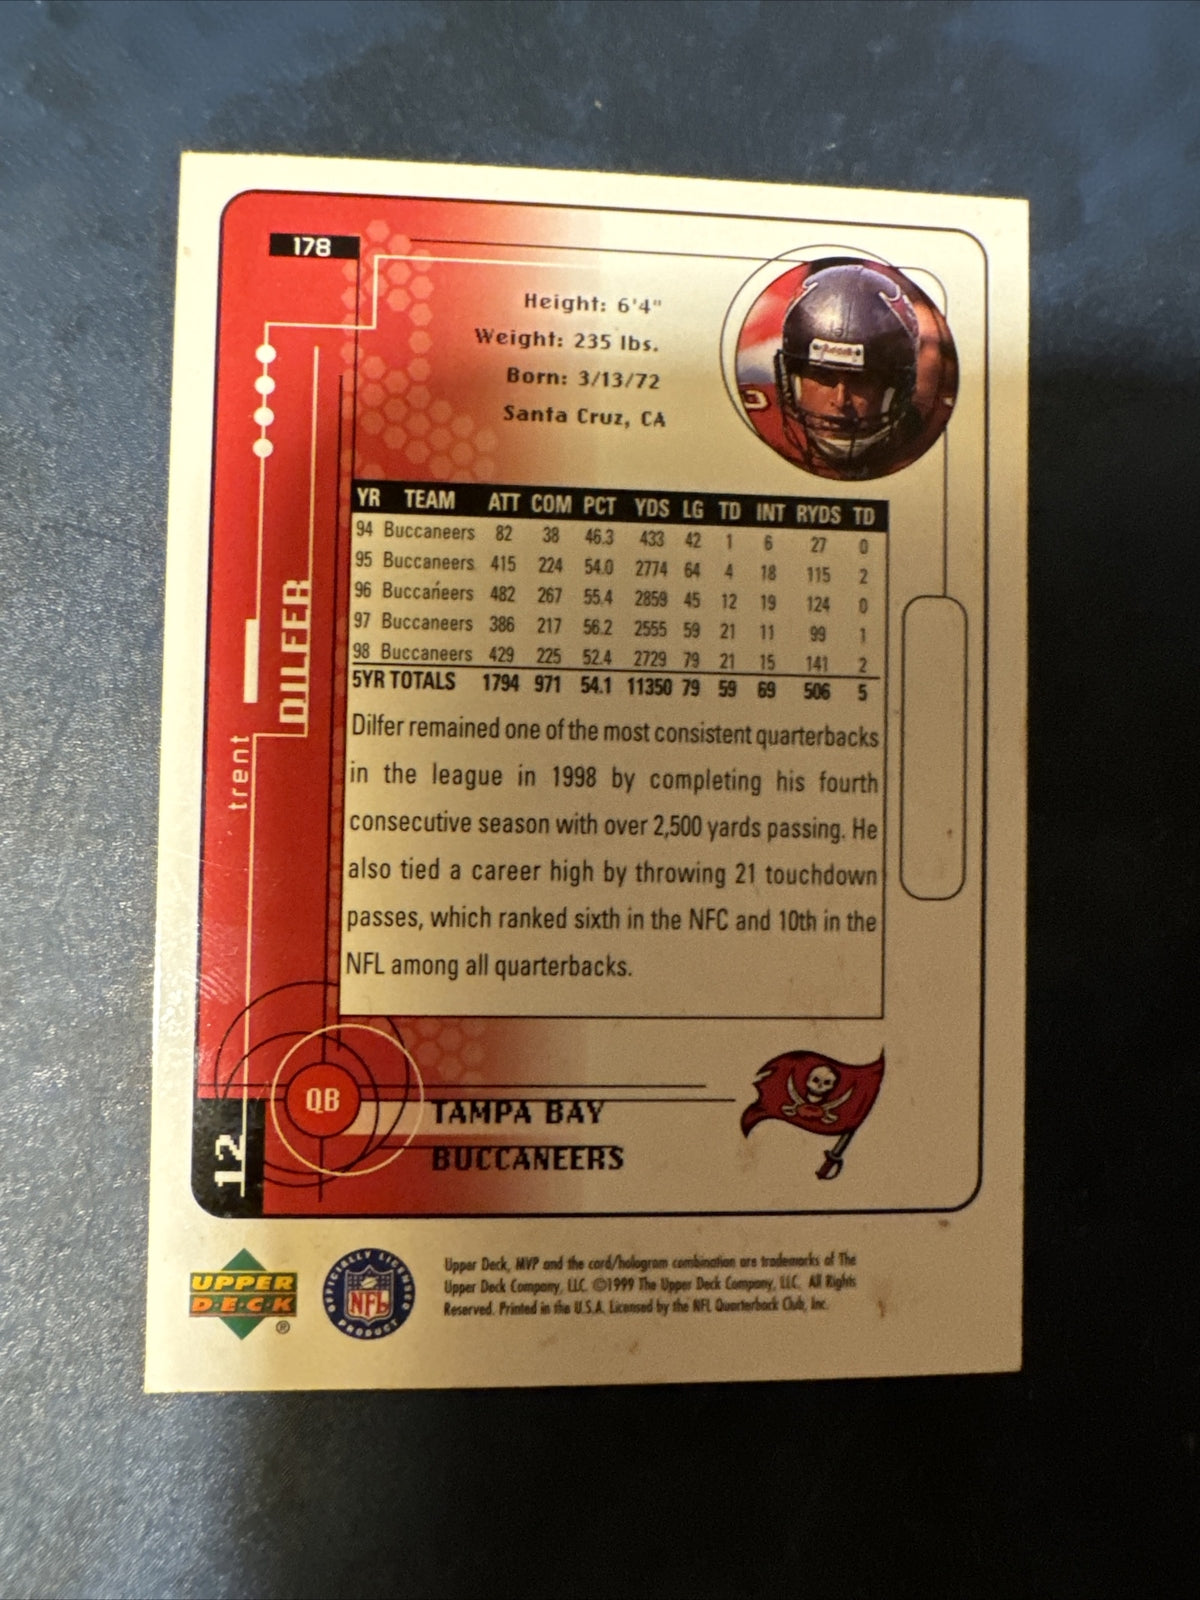 178
Height: 6'4"
Weight: 235 lbs.
Born: 3/13/72
Santa Cruz, CA
Riddell
YR TEAM ATT COM PCT YDS LG TD INT RYDS TD
94 Buccaneers 82 38 46.3 433 42 1 6 27 0
95 Buccaneers 415 224 54.0 2774 64 4 18 115 2
96 Buccaneers 482 267 55.4 2859 45 12 19 124 0
97 Buccaneers 386 217 56.2 2555 59 21 11 99 1
98 Buccaneers 429 225 52.4 2729 79 21 15 141 2
5YR TOTALS 1794 971 54.1 11350 79 59 69 506 5
trent
DILFER
Dilfer remained one of the most consistent quarterbacks
in the league in 1998 by completing his fourth
consecutive season with over 2,500 yards passing. He
also tied a career high by throwing 21 touchdown
passes, which ranked sixth in the NFC and 10th in the
NFL among all quarterbacks.
QB
12
TAMPA BAY
BUCCANEERS
UPPER
D·E·C·K
®
OFFICIALLY LICENSED
NFL
PRODUCT
Upper Deck, MVP and the card/hologram combination are trademarks of The
Upper Deck Company, LLC. ©1999 The Upper Deck Company, LLC. All Rights
Reserved. Printed in the U.S.A. Licensed by the NFL Quarterback Club, Inc.